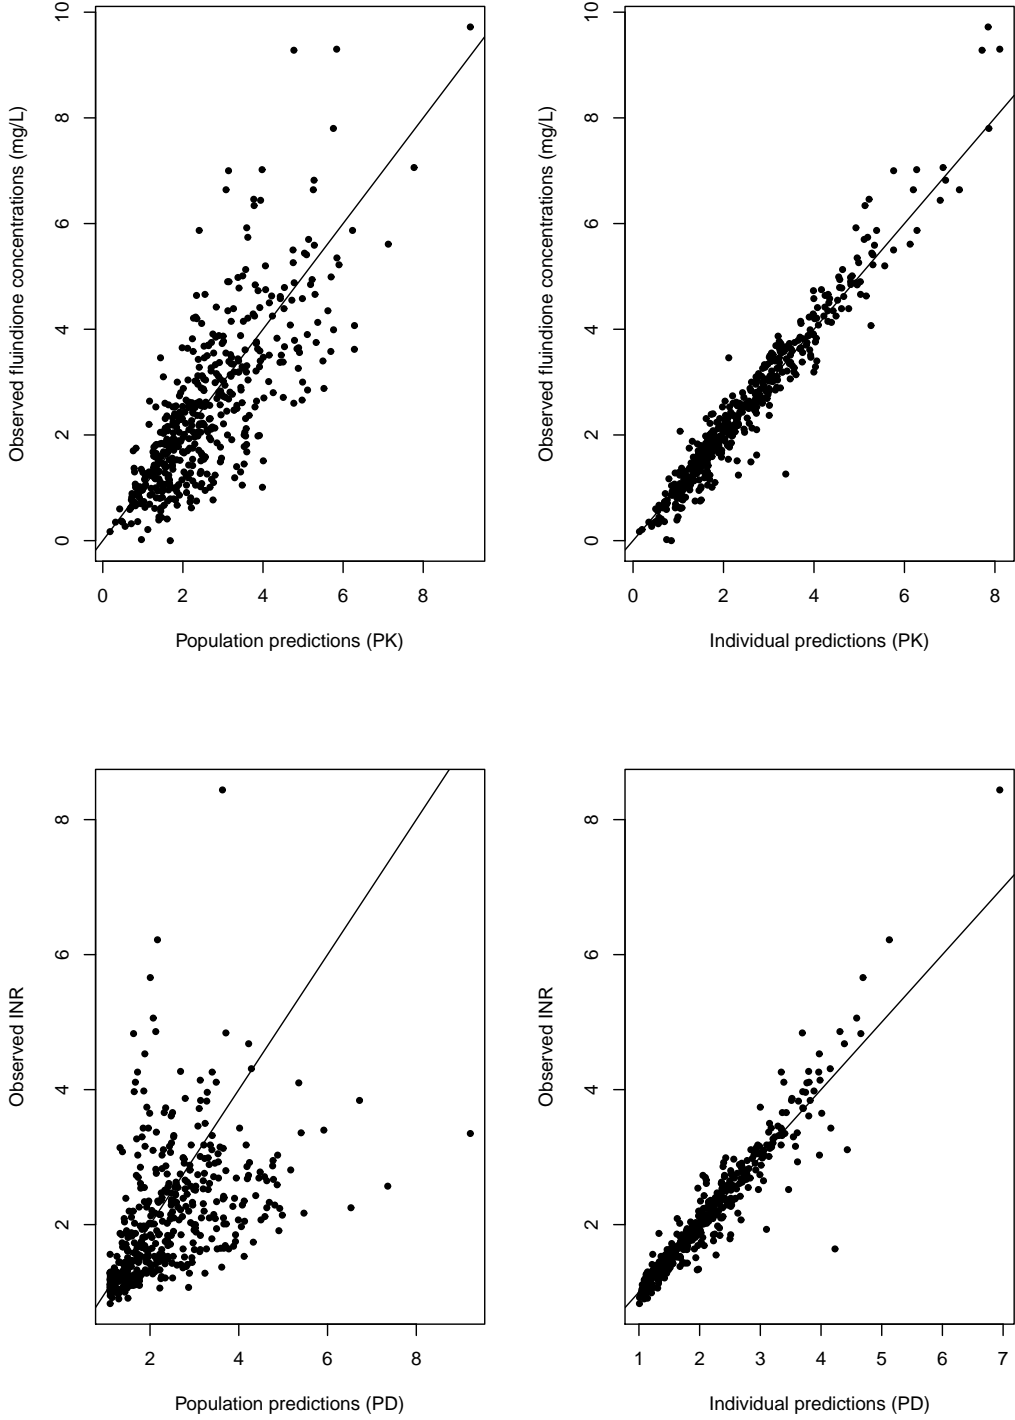 10
8
6
4
2
0
Observed fluindione concentrations (mg/L)
0 2 4 6 8
Population predictions (PK)
10
8
6
4
2
0
Observed fluindione concentrations (mg/L)
0 2 4 6 8
Individual predictions (PK)
8
6
4
2
Observed INR
2 4 6 8
Population predictions (PD)
8
6
4
2
Observed INR
1 2 3 4 5 6 7
Individual predictions (PD)